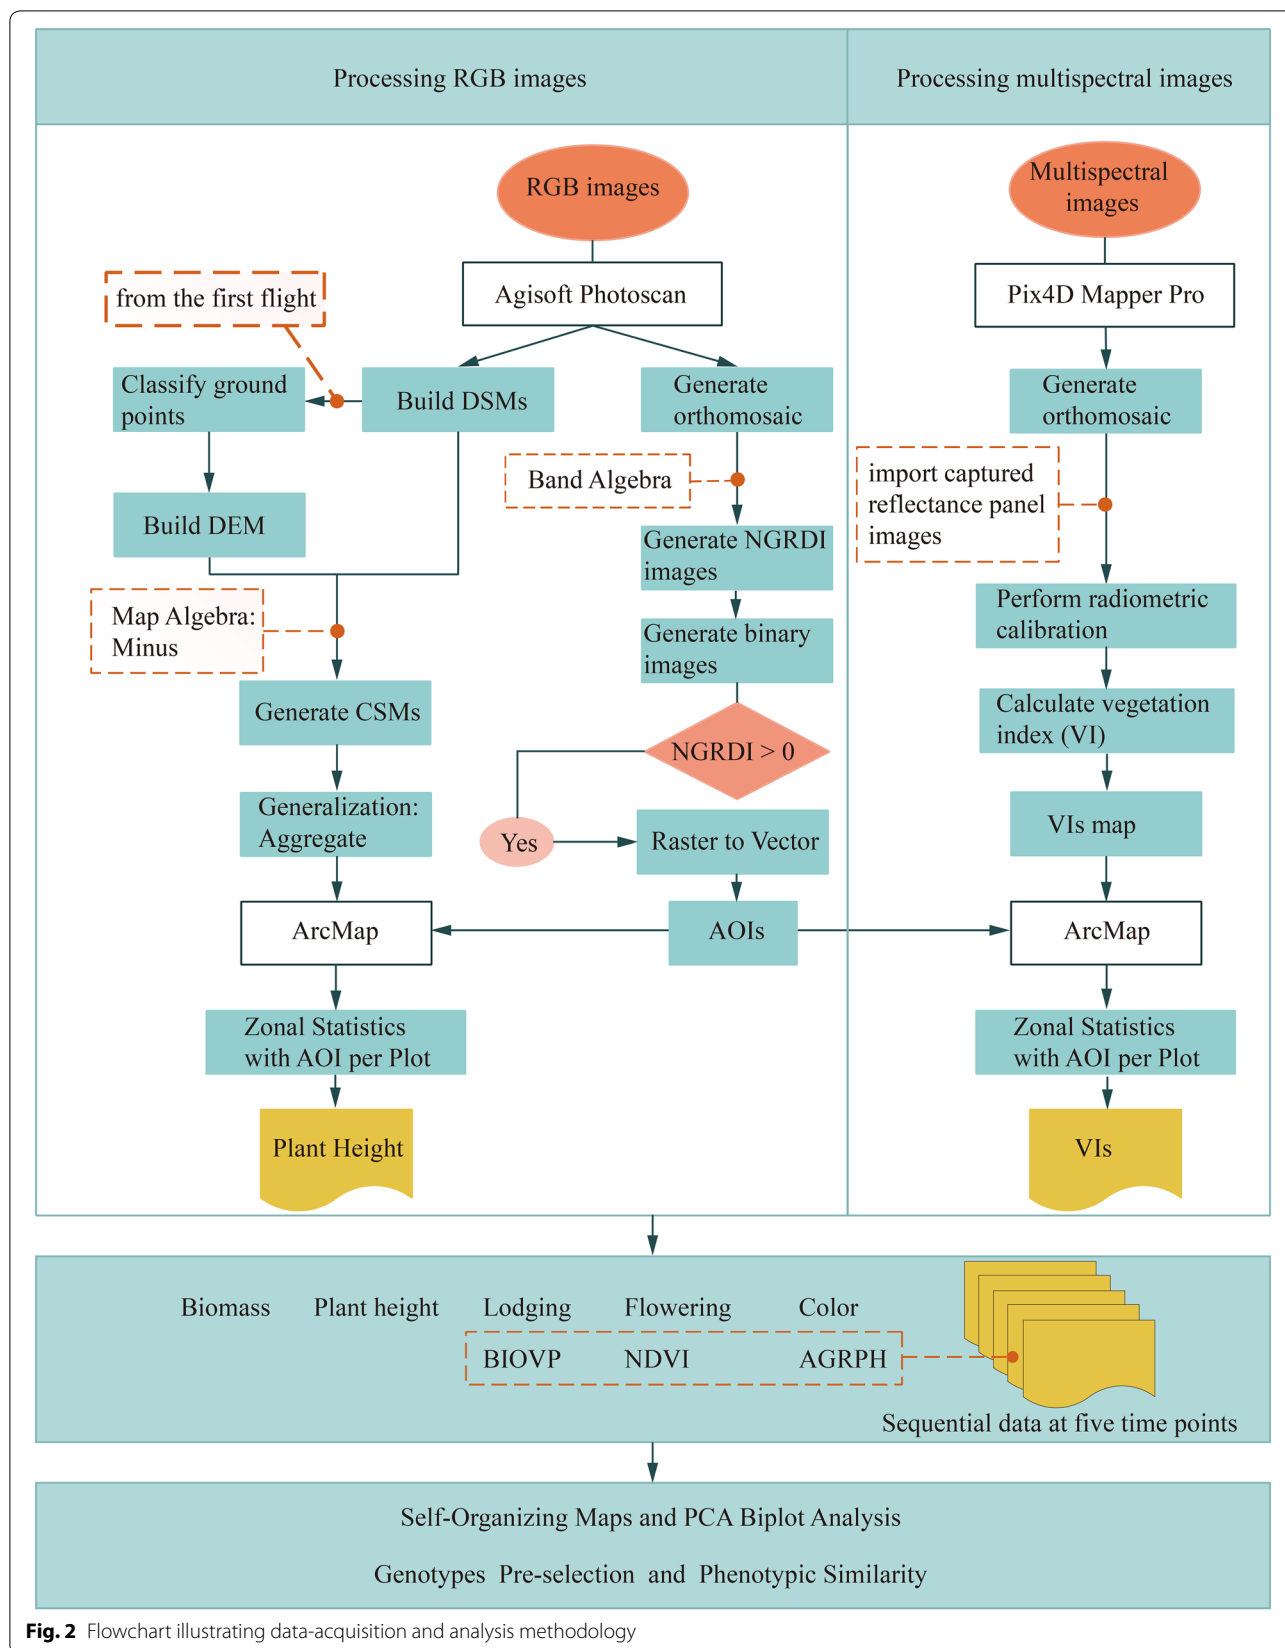 Processing RGB images
Processing multispectral images
RGB images
Multispectral
images
from the first flight
Agisoft Photoscan
Pix4D Mapper Pro
Classify ground
points
Build DSMs
Generate
orthomosaic
Generate
orthomosaic
Band Algebra
import captured
reflectance panel
images
Build DEM
Generate NGRDI
images
Map Algebra:
Minus
Generate binary
images
Perform radiometric
calibration
Generate CSMs
NGRDI > 0
Calculate vegetation
index (VI)
Generalization:
Aggregate
Yes
Raster to Vector
VIs map
ArcMap
AOIs
ArcMap
Zonal Statistics
with AOI per Plot
Zonal Statistics
with AOI per Plot
Plant Height
VIs
Biomass Plant height Lodging Flowering Color
BIOVP NDVI AGRPH
Sequential data at five time points
Self-Organizing Maps and PCA Biplot Analysis
Genotypes Pre-selection and Phenotypic Similarity
Fig. 2 Flowchart illustrating data-acquisition and analysis methodology